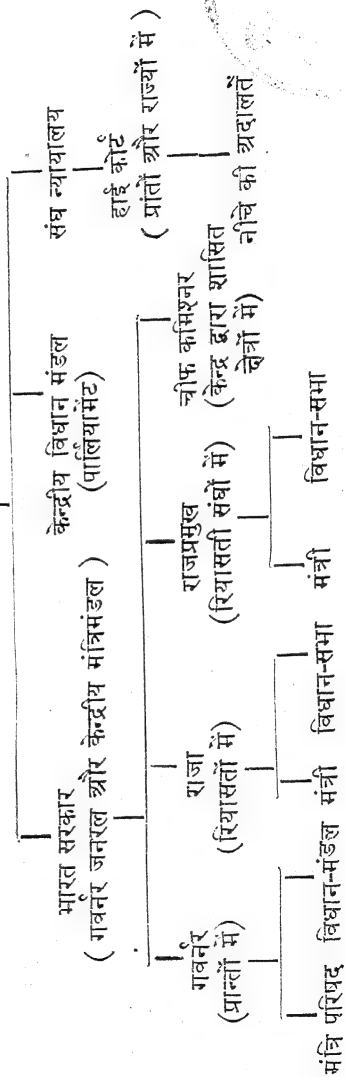 भारत सरकार
( गवर्नर जनरल और केन्द्रीय मंत्रिमंडल )
केन्द्रीय विधान मंडल
(पार्लियामेंट)
संघ न्यायालय
हाई कोर्ट
( प्रांतों और राज्यों में )
नीचे की अदालतें
गवर्नर
(प्रान्तों में)
राजा
(रियासतों में)
राजप्रमुख
(रियासती संघों में)
चीफ कमिश्नर
(केन्द्र द्वारा शासित
क्षेत्रों में)
मंत्रि परिषद् विधान-मंडल
मंत्री विधान-सभा
मंत्री विधान-सभा